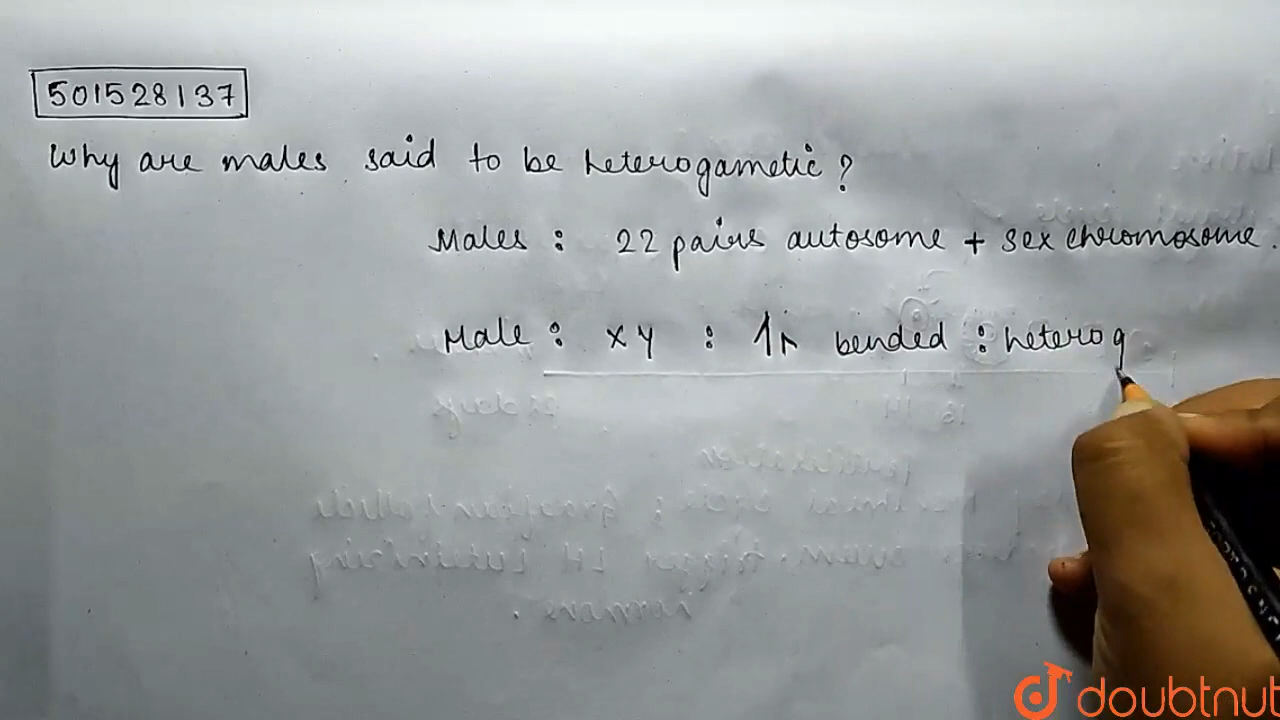 501528137
Why are males said to be heterogametic?
Males : 22 pairs autosome + sex chromosome.
Male : XY : bended : heterog
doubtnut